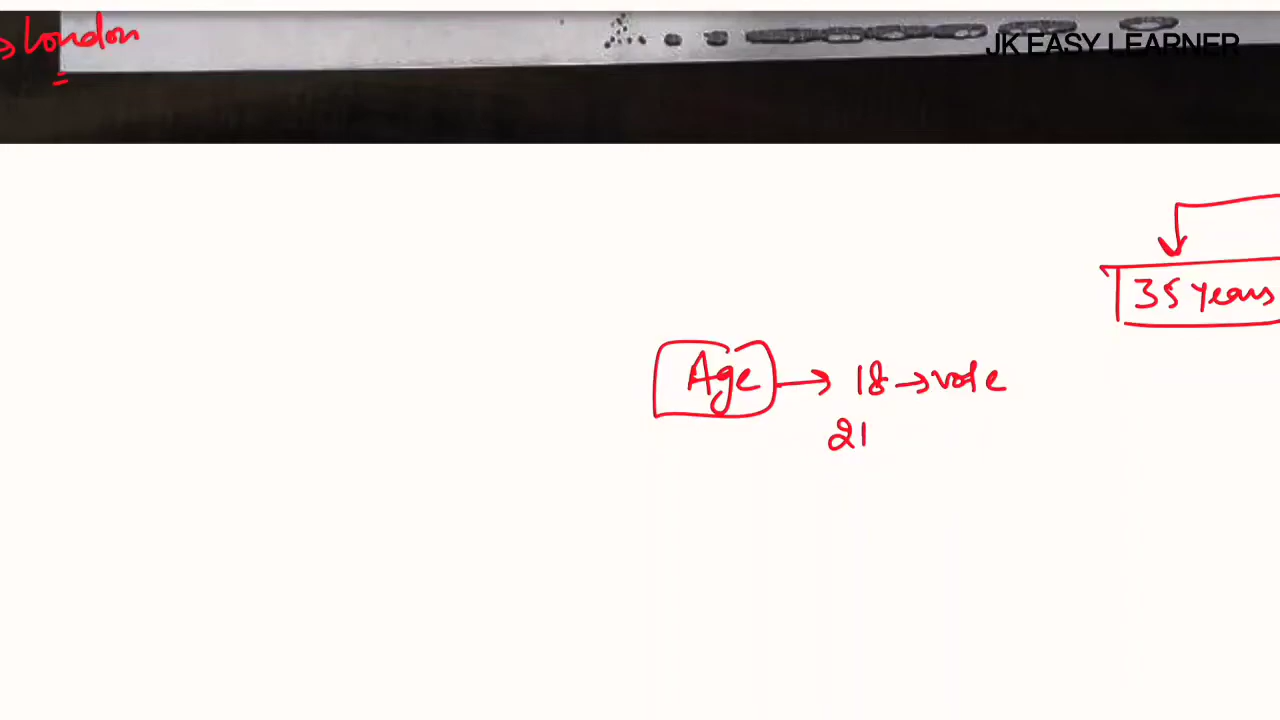 →London
JK EASY LEARNER
35 years
Age → 18 → vote
21